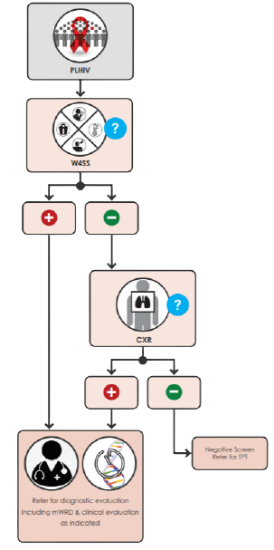 PLHIV
?
W4SS
?
CXR
Negative Screen
Refer for TPT
Refer for diagnostic evaluation
including mWRD & clinical evaluation
as indicated